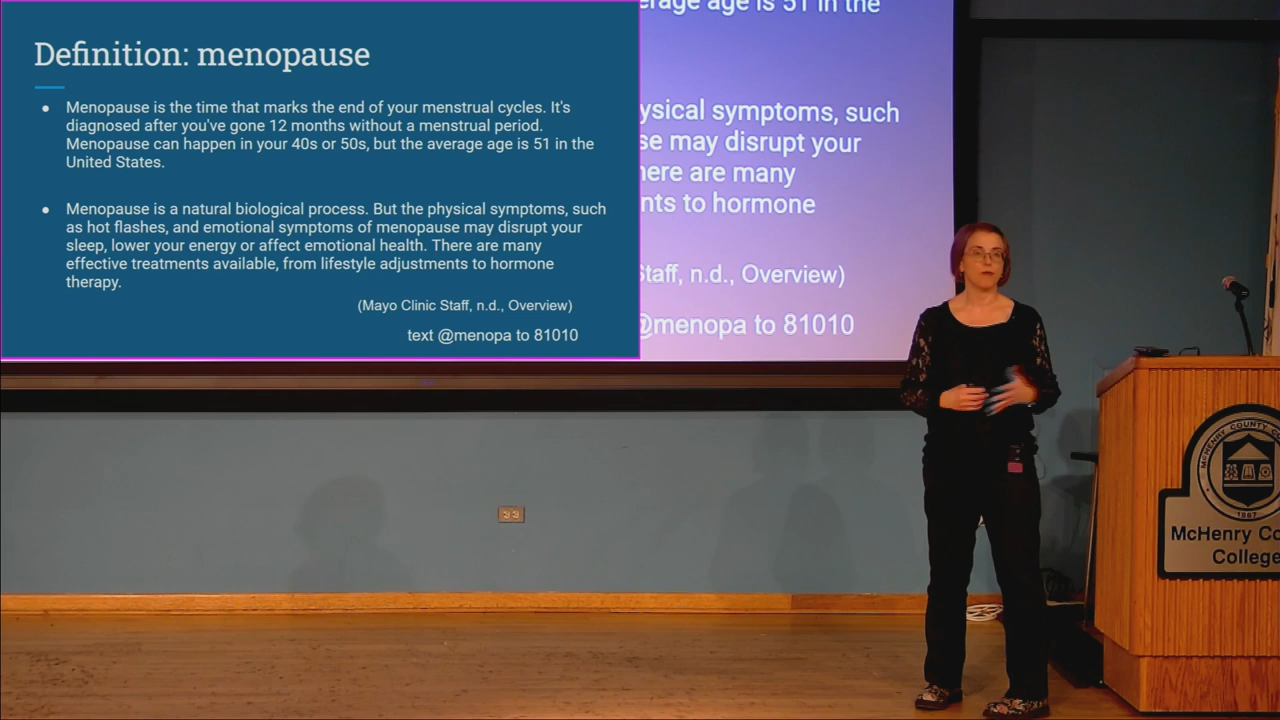 Definition: menopause
● Menopause is the time that marks the end of your menstrual cycles. It's
diagnosed after you've gone 12 months without a menstrual period.
Menopause can happen in your 40s or 50s, but the average age is 51 in the
United States.
● Menopause is a natural biological process. But the physical symptoms, such
as hot flashes, and emotional symptoms of menopause may disrupt your
sleep, lower your energy or affect emotional health. There are many
effective treatments available, from lifestyle adjustments to hormone
therapy.
(Mayo Clinic Staff, n.d., Overview)
text @menopa to 81010
erage age is 51 in the
ysical symptoms, such
se may disrupt your
here are many
nts to hormone
Staff, n.d., Overview)
@menopa to 81010
McHENRY COUNTY
1967
McHenry Co
College